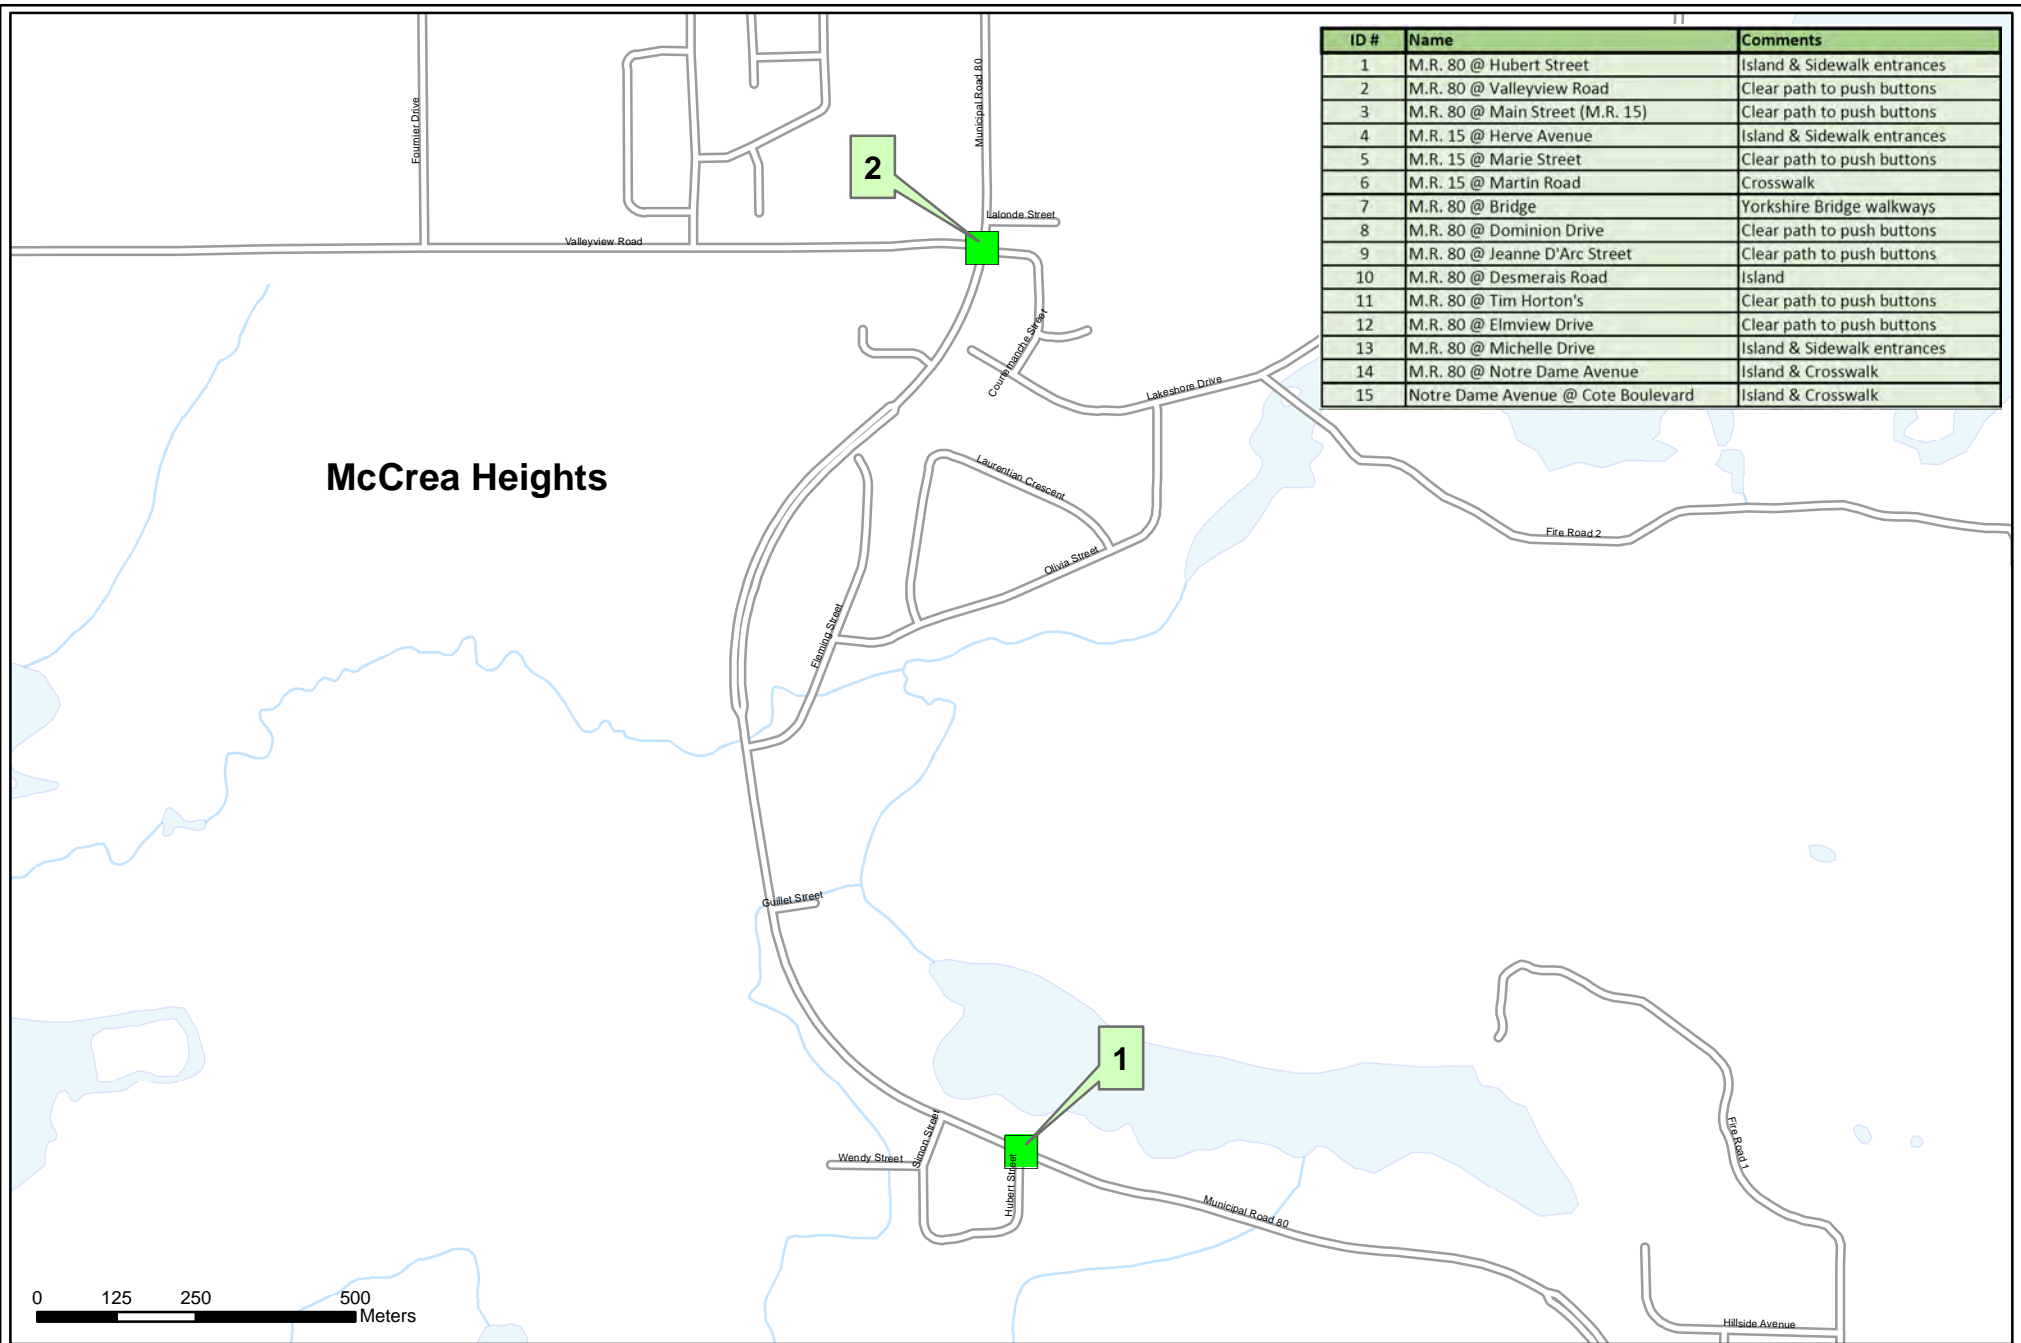 ID # Name Comments
1 M.R. 80 @ Hubert Street Island & Sidewalk entrances
2 M.R. 80 @ Valleyview Road Clear path to push buttons
3 M.R. 80 @ Main Street (M.R. 15) Clear path to push buttons
4 M.R. 15 @ Herve Avenue Island & Sidewalk entrances
5 M.R. 15 @ Marie Street Clear path to push buttons
6 M.R. 15 @ Martin Road Crosswalk
7 M.R. 80 @ Bridge Yorkshire Bridge walkways
8 M.R. 80 @ Dominion Drive Clear path to push buttons
9 M.R. 80 @ Jeanne D'Arc Street Clear path to push buttons
10 M.R. 80 @ Desmerais Road Island
11 M.R. 80 @ Tim Horton's Clear path to push buttons
12 M.R. 80 @ Elmview Drive Clear path to push buttons
13 M.R. 80 @ Michelle Drive Island & Sidewalk entrances
14 M.R. 80 @ Notre Dame Avenue Island & Crosswalk
15 Notre Dame Avenue @ Cote Boulevard Island & Crosswalk
Fournier Drive
Municipal Road 80
2
Lalonde Street
Valleyview Road
Courtemanche Street
Lakeshore Drive
McCrea Heights
Laurentian Crescent
Fire Road 2
Olivia Street
Fleming Street
Guillet Street
1
Simon Street
Wendy Street
Hubert Street
Fire Road 1
Municipal Road 80
0 125 250 500
Meters
Hillside Avenue